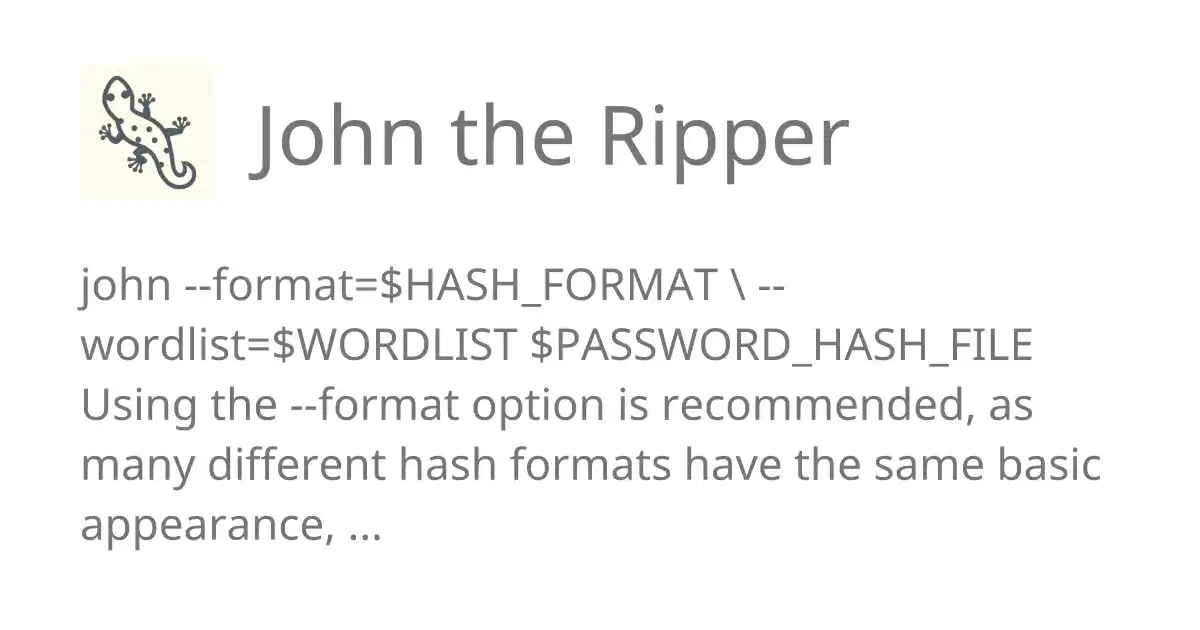 John the Ripper
john --format=$HASH_FORMAT \ --
wordlist=$WORDLIST $PASSWORD_HASH_FILE
Using the --format option is recommended, as
many different hash formats have the same basic
appearance, ...